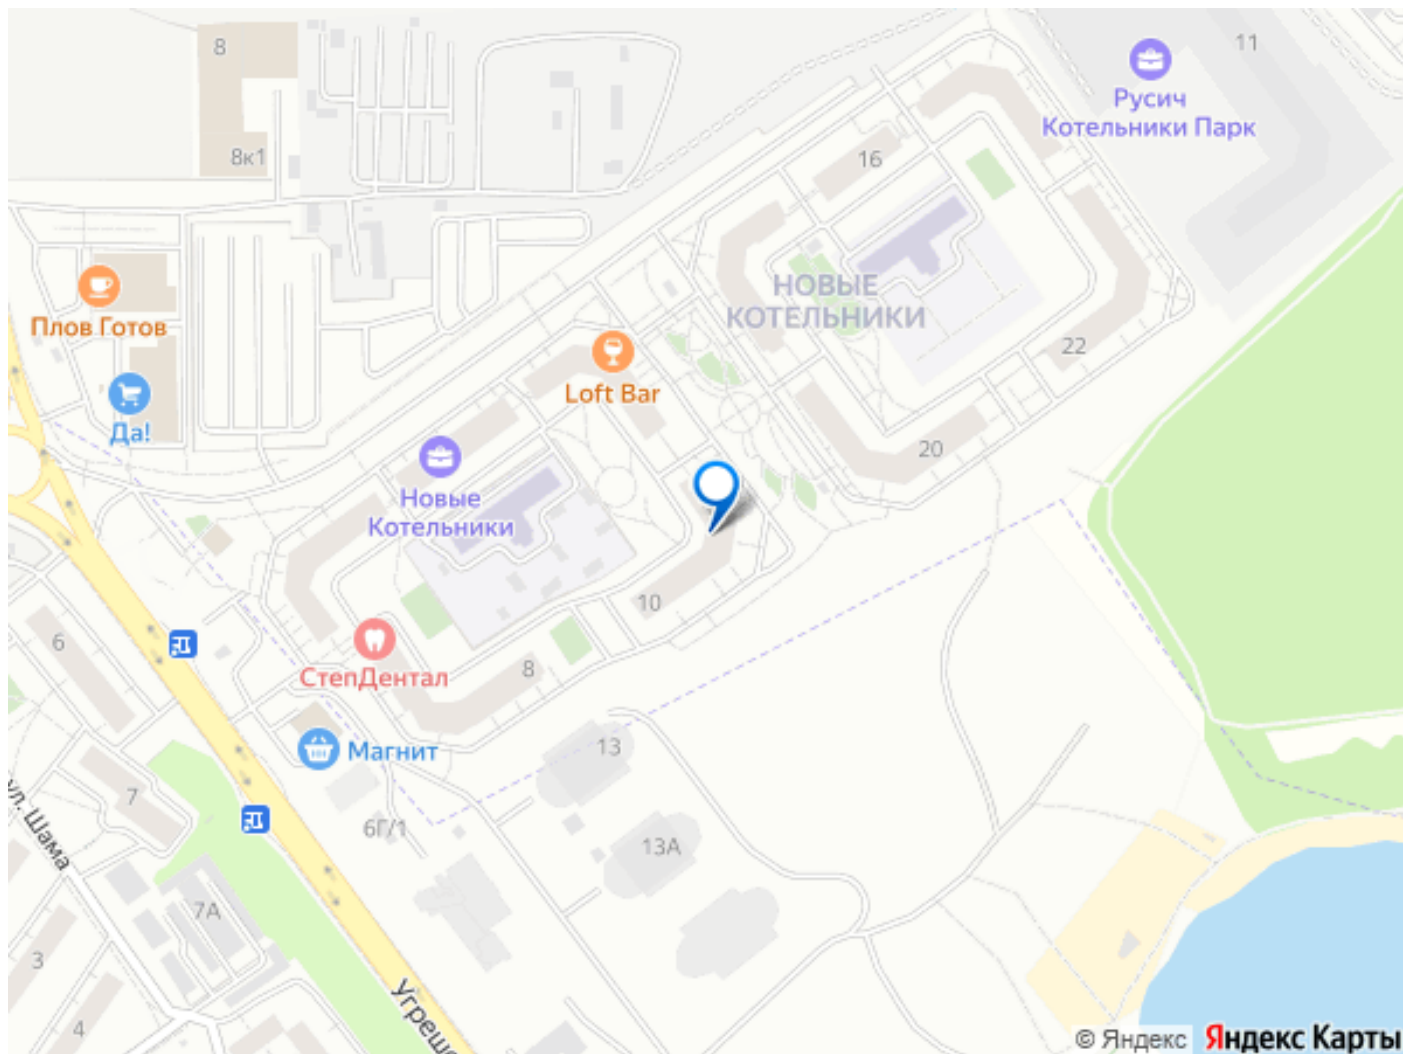 8
11
Русич
Котельники Парк
8к1
16
НОВЫЕ
КОТЕЛЬНИКИ
Плов Готов
22
Loft Bar
Да!
20
Новые
Котельники
10
6
8
СтепДентал
13
Магнит
7
6Г/1
ул. Шама
13А
7А
3
Угреш
4
© Яндекс Яндекс Карты